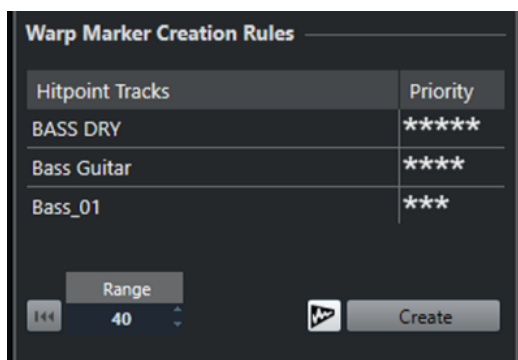 Warp Marker Creation Rules
Hitpoint Tracks Priority
BASS DRY *****
Bass Guitar ****
Bass_01 ***
Range
40 Create